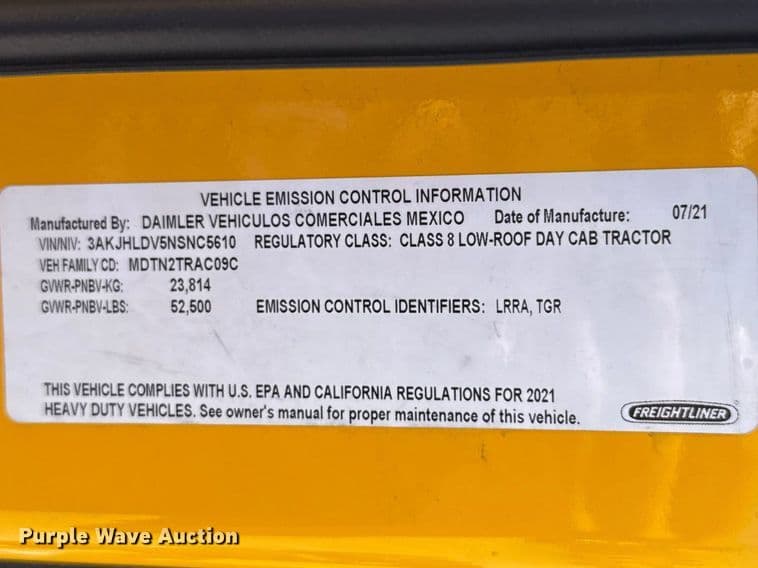 VEHICLE EMISSION CONTROL INFORMATION
Manufactured By: DAIMLER VEHICULOS COMERCIALES MEXICO Date of Manufacture: 07/21
VIN/NIV: 3AKJHLDV5NSNC5610 REGULATORY CLASS: CLASS 8 LOW-ROOF DAY CAB TRACTOR
VEH FAMILY CD: MDTN2TRAC09C
GVWR-PNBV-KG: 23,814
GVWR-PNBV-LBS: 52,500 EMISSION CONTROL IDENTIFIERS: LRRA, TGR
THIS VEHICLE COMPLIES WITH U.S. EPA AND CALIFORNIA REGULATIONS FOR 2021
HEAVY DUTY VEHICLES. See owner's manual for proper maintenance of this vehicle.
FREIGHTLINER
Purple Wave Auction